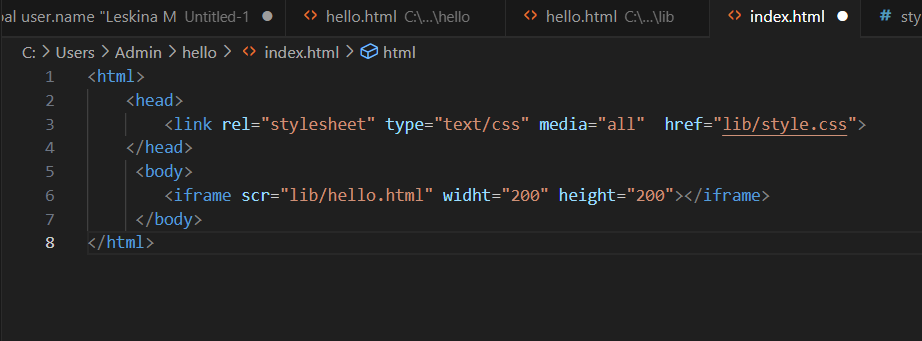 bal user.name "Leskina M Untitled-1 hello.html C:\...\hello hello.html C:\...\lib index.html # sty
C: > Users > Admin > hello > <> index.html > html
1 <html>
2 <head>
3 <link rel="stylesheet" type="text/css" media="all"  href="lib/style.css">
4 </head>
5 <body>
6 <iframe scr="lib/hello.html" widht="200" height="200"></iframe>
7 </body>
8 </html>